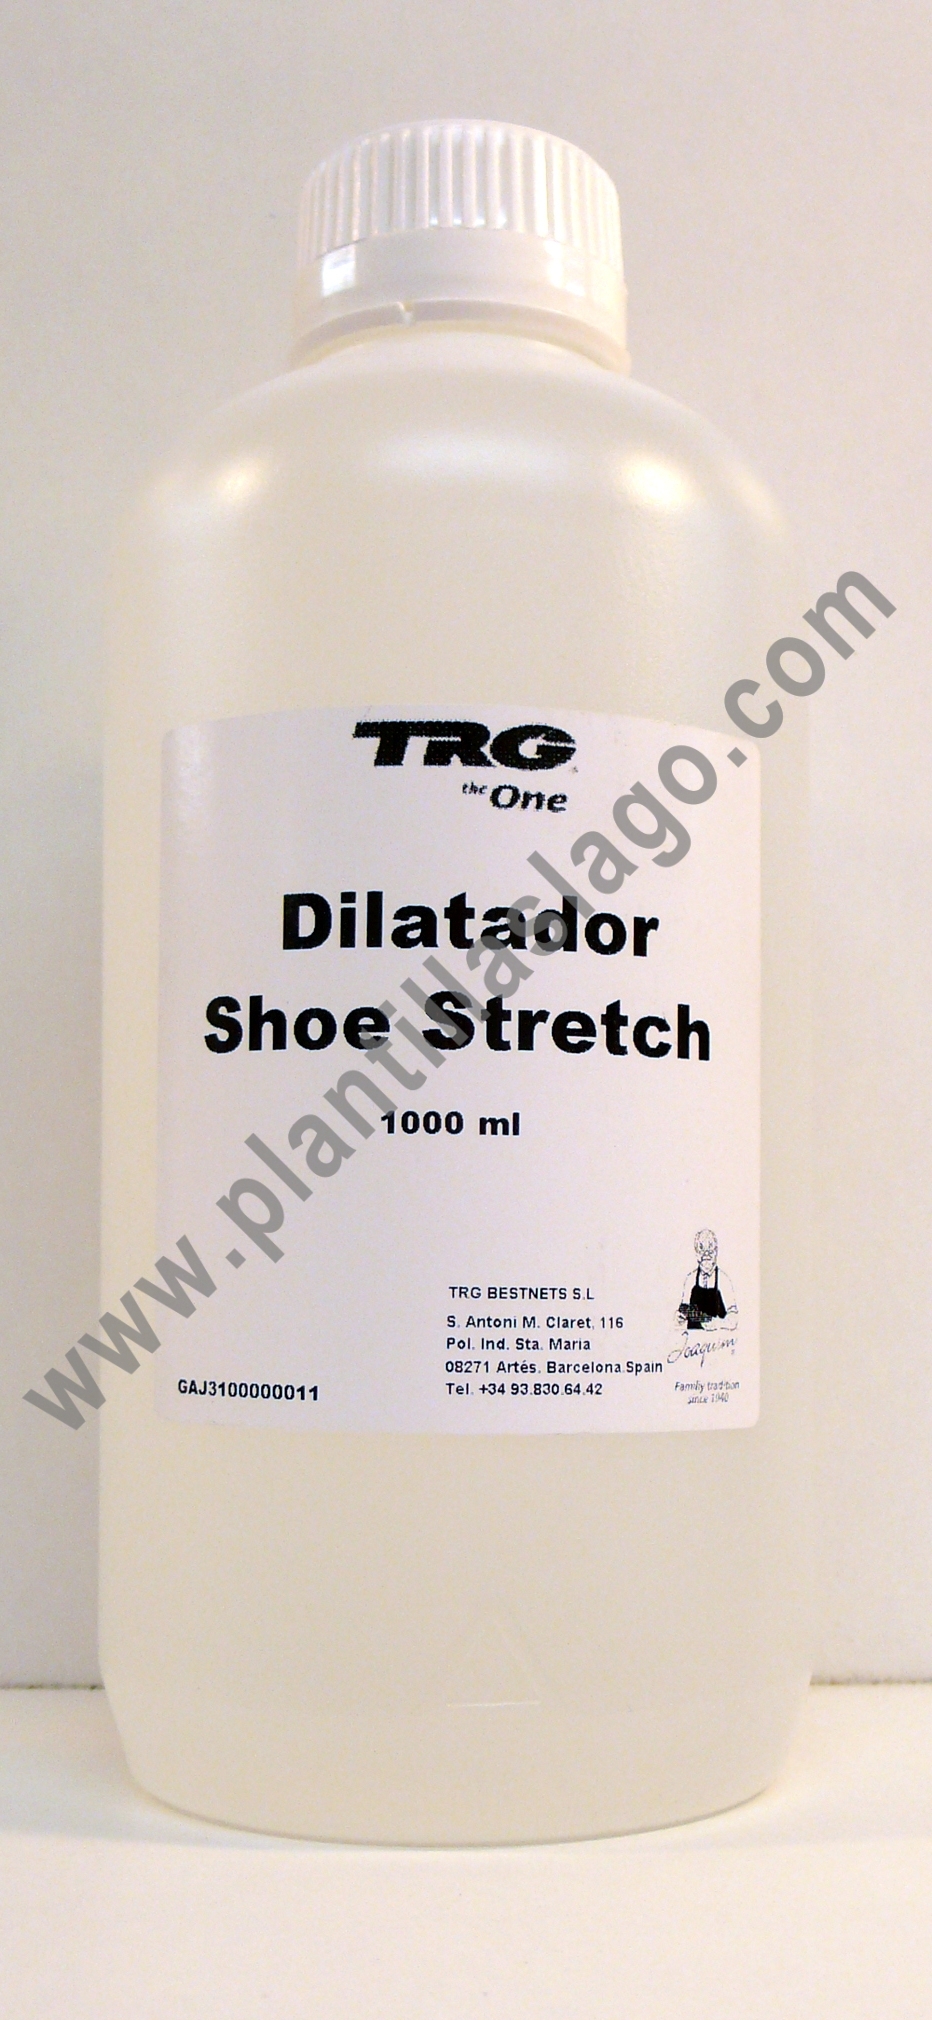 TRG
the One
Dilatador
Shoe Stretch
1000 ml
TRG BESTNETS S.L
S. Antoni M. Claret, 116
Pol. Ind. Sta. Maria
08271 Artés. Barcelona.Spain
Tel. +34 93.830.64.42
GAJ3100000011
Joaquim
Family tradition
since 1940
www.plantillaslago.com